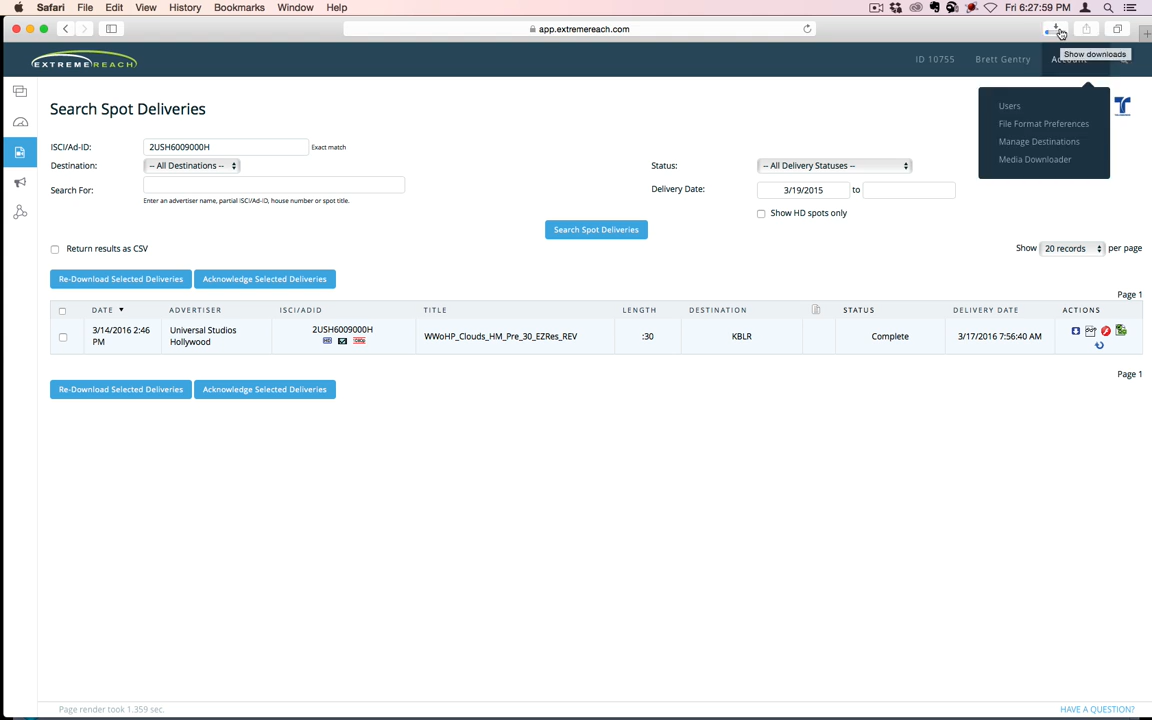 Safari File Edit View History Bookmarks Window Help Fri 6:27:59 PM
app.extremereach.com
Show downloads
EXTREMEREACH ID 10755 Brett Gentry
Users
File Format Preferences
Manage Destinations
Media Downloader
Search Spot Deliveries
ISCI/Ad-ID: 2USH6009000H Exact match
Destination: -- All Destinations -- Status: -- All Delivery Statuses --
Search For: Delivery Date: 3/19/2015 to
Enter an advertiser name, partial ISCI/Ad-ID, house number or spot title.
Show HD spots only
Search Spot Deliveries
Return results as CSV Show 20 records per page
Re-Download Selected Deliveries Acknowledge Selected Deliveries
Page 1
DATE ADVERTISER ISCI/ADID TITLE LENGTH DESTINATION STATUS DELIVERY DATE ACTIONS
3/14/2016 2:46 PM Universal Studios Hollywood 2USH6009000H HD WWoHP_Clouds_HM_Pre_30_EZRes_REV :30 KBLR Complete 3/17/2016 7:56:40 AM
Page 1
Re-Download Selected Deliveries Acknowledge Selected Deliveries
Page render took 1.359 sec. HAVE A QUESTION?